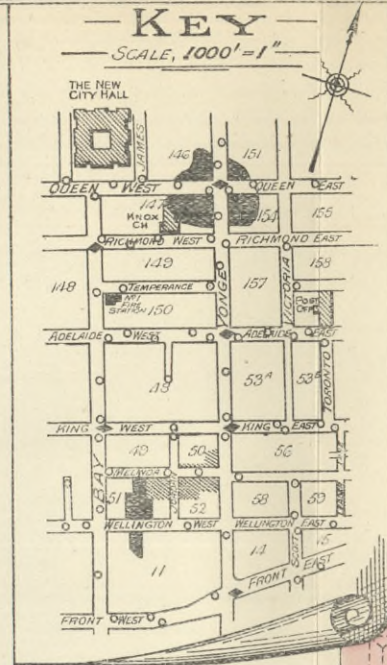 KEY
SCALE, 1000' = 1"
THE NEW
CITY HALL
JAMES
146
151
QUEEN WEST
QUEEN EAST
147
154
155
KNOX
CH
RICHMOND WEST
RICHMOND EAST
148
149
158
TEMPERANCE
YONGE
157
VICTORIA
NO1
FIRE
STATION
150
POST
OFF.
ADELAIDE WEST
ADELAIDE EAST
53A
53B
TORONTO
KING WEST
KING EAST
BAY
49
50
56
MELINDA
51
52
58
59
WELLINGTON WEST
WELLINGTON EAST
SCOTT
11
14
15
FRONT EAST
FRONT WEST